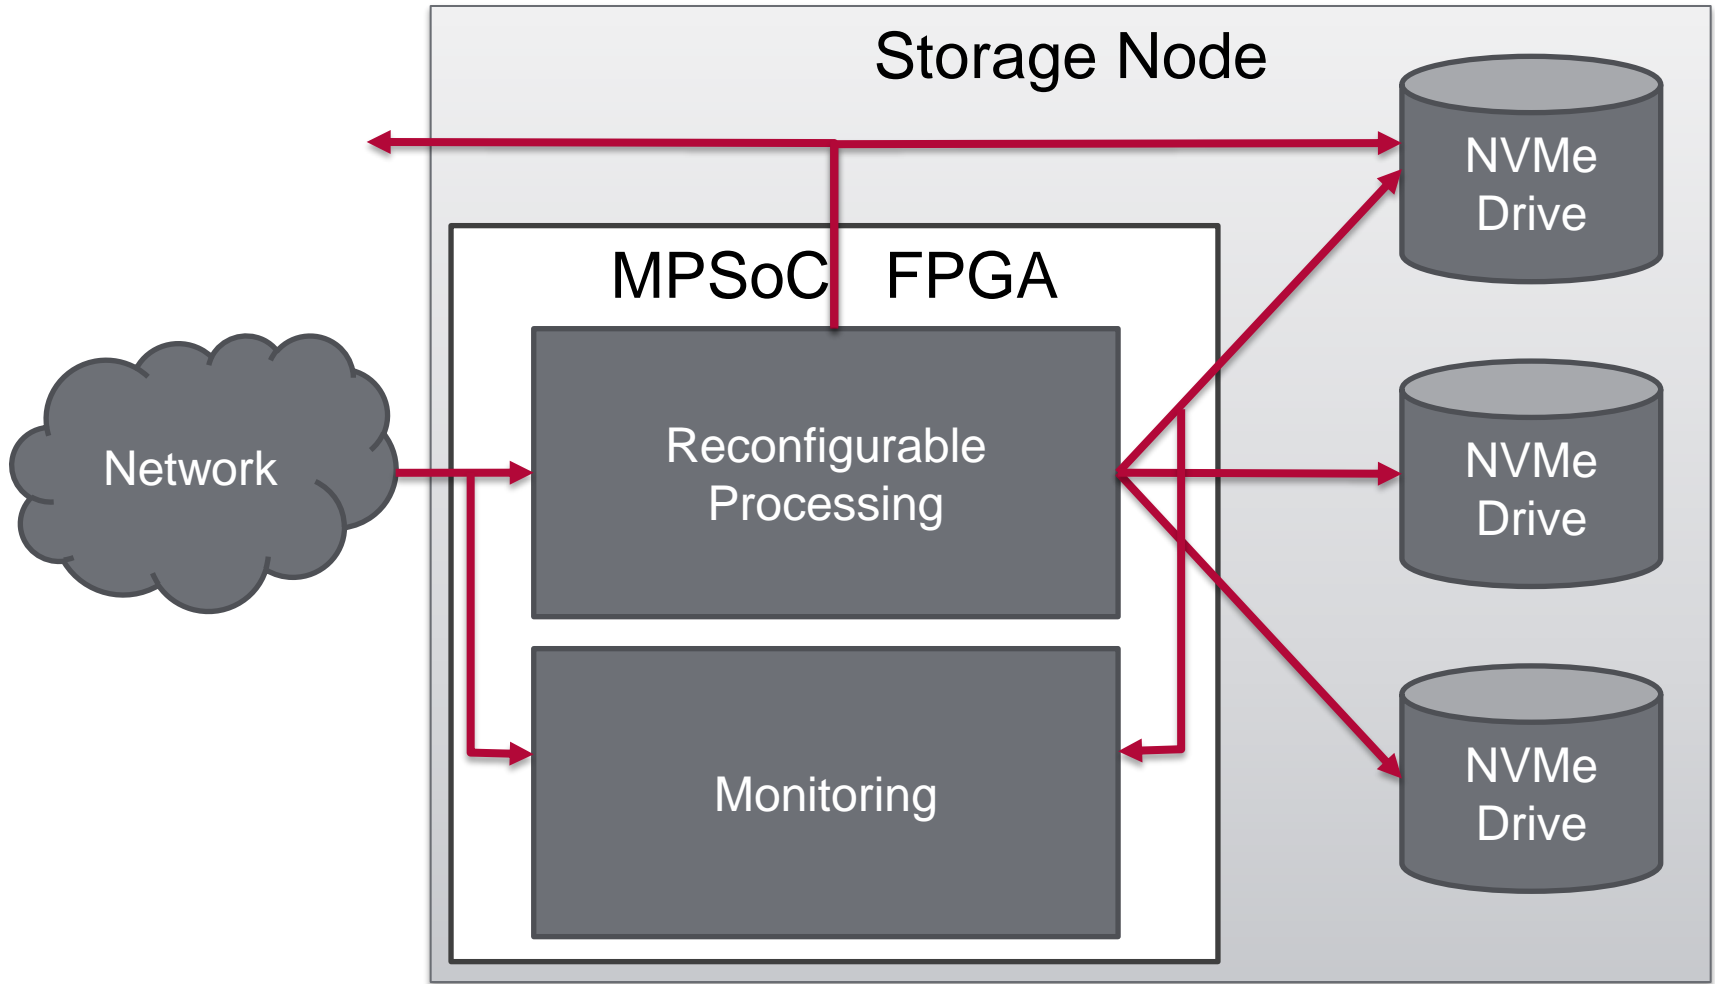 Storage Node
NVMe
Drive
MPSoC FPGA
Network
Reconfigurable
Processing
NVMe
Drive
Monitoring
NVMe
Drive